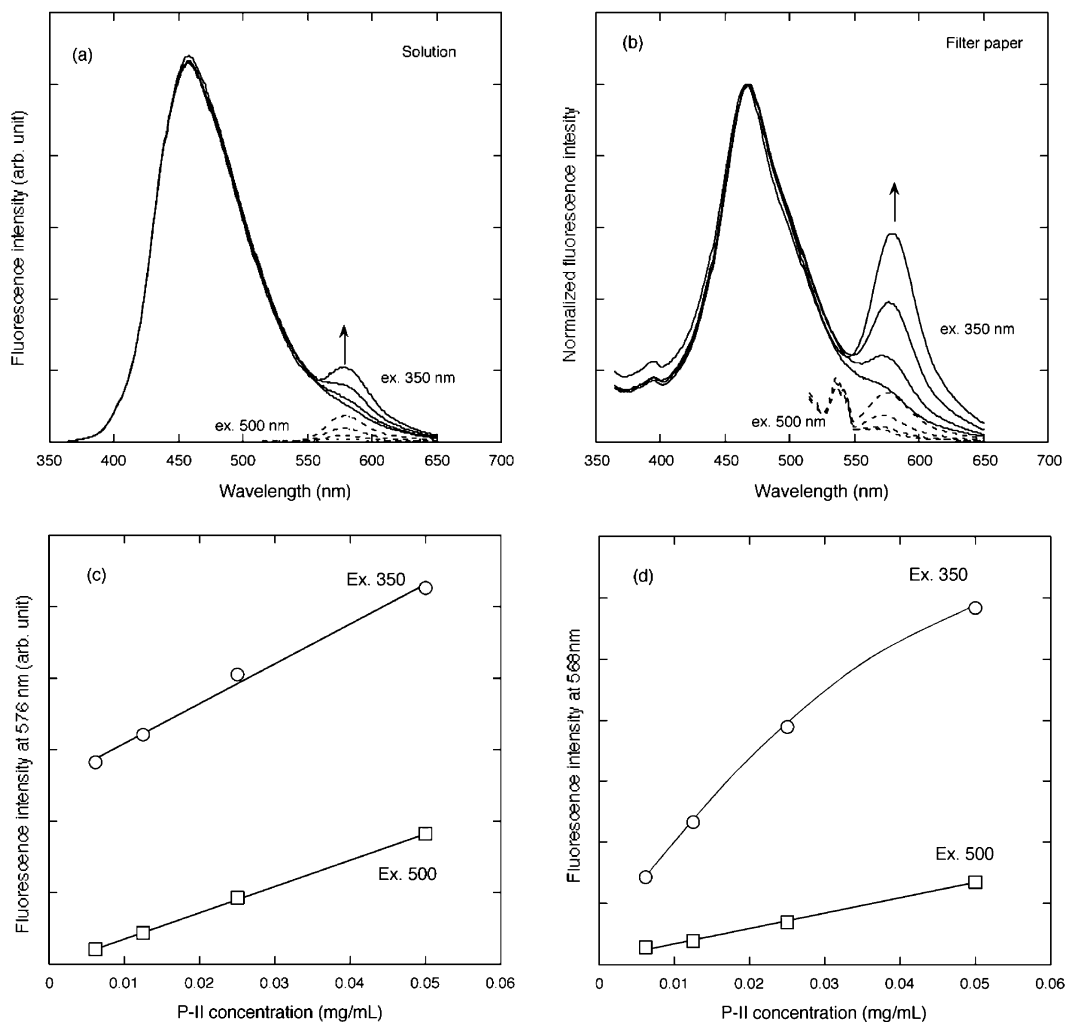 (a)
Solution
ex. 350 nm
ex. 500 nm
Fluorescence intensity (arb. unit)
350 400 450 500 550 600 650 700
Wavelength (nm)
(b)
Filter paper
ex. 350 nm
ex. 500 nm
Normalized fluorescence intesity
350 400 450 500 550 600 650 700
Wavelength (nm)
(c)
Ex. 350
Ex. 500
Fluorescence intensity at 576 nm (arb. unit)
0 0.01 0.02 0.03 0.04 0.05 0.06
P-II concentration (mg/mL)
(d)
Ex. 350
Ex. 500
Fluorescence intensity at 568nm
0 0.01 0.02 0.03 0.04 0.05 0.06
P-II concentration (mg/mL)